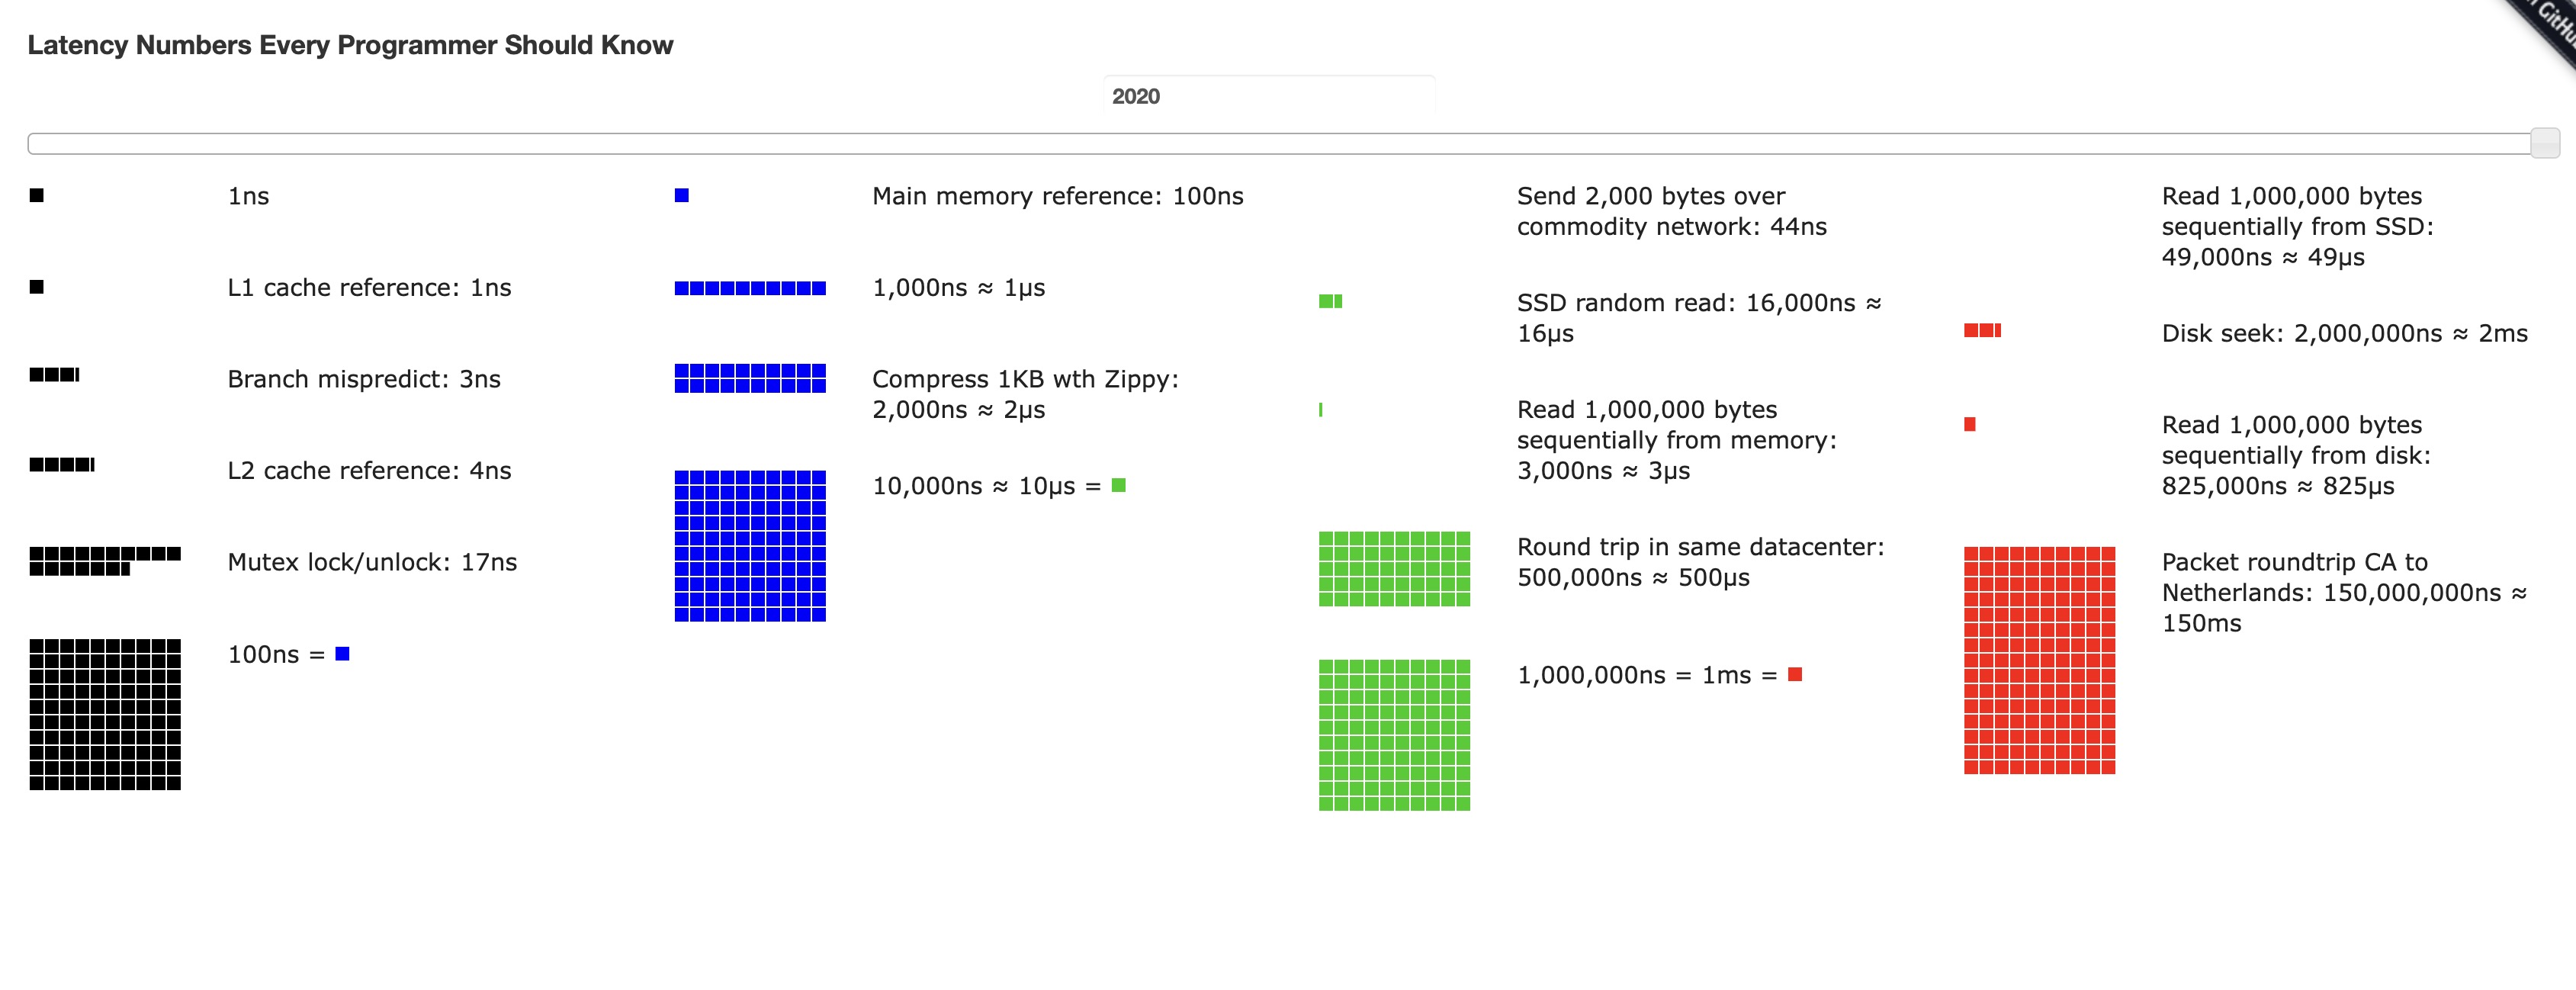 Latency Numbers Every Programmer Should Know
2020
1ns
L1 cache reference: 1ns
Branch mispredict: 3ns
L2 cache reference: 4ns
Mutex lock/unlock: 17ns
100ns =
Main memory reference: 100ns
1,000ns ≈ 1µs
Compress 1KB wth Zippy:
2,000ns ≈ 2µs
10,000ns ≈ 10µs =
Send 2,000 bytes over
commodity network: 44ns
SSD random read: 16,000ns ≈
16µs
Read 1,000,000 bytes
sequentially from memory:
3,000ns ≈ 3µs
Round trip in same datacenter:
500,000ns ≈ 500µs
1,000,000ns = 1ms =
Read 1,000,000 bytes
sequentially from SSD:
49,000ns ≈ 49µs
Disk seek: 2,000,000ns ≈ 2ms
Read 1,000,000 bytes
sequentially from disk:
825,000ns ≈ 825µs
Packet roundtrip CA to
Netherlands: 150,000,000ns ≈
150ms